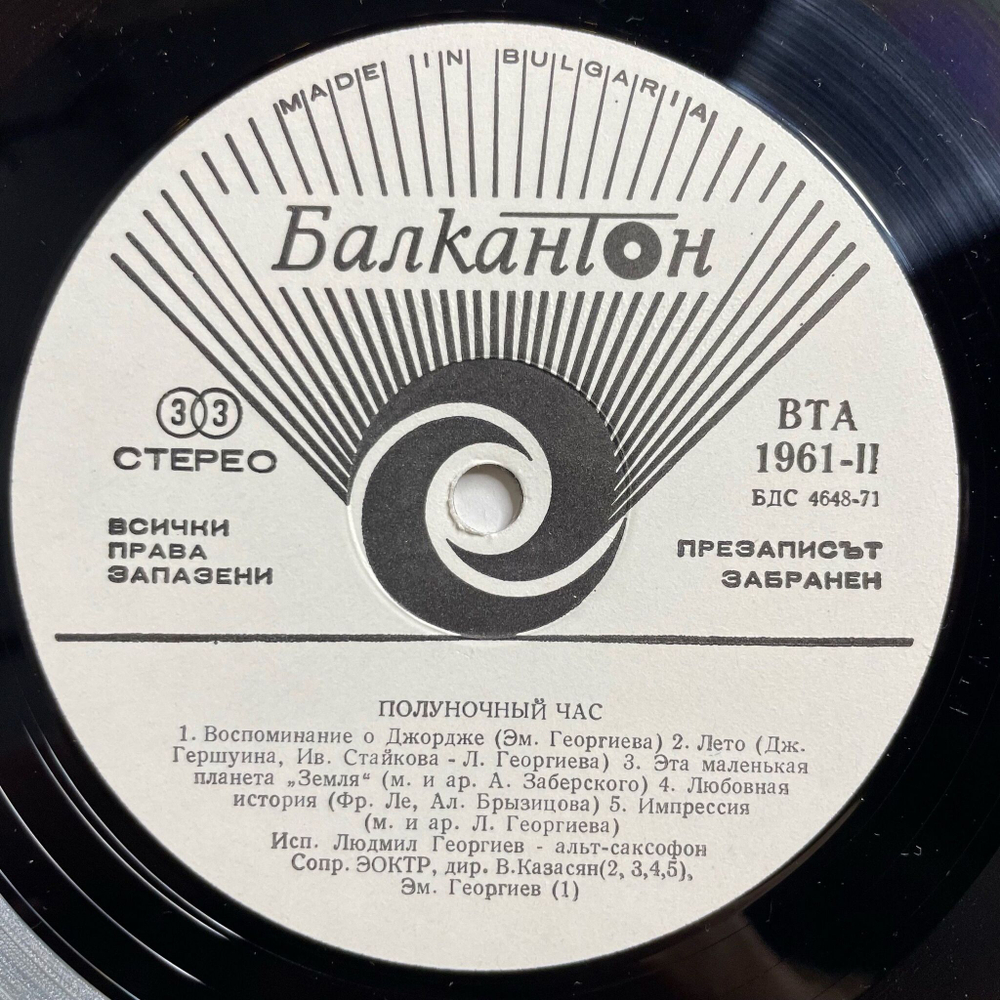 MADE IN BULGARIA
Балкантон
33
СТЕРЕО
ВТА
1961-II
БДС 4648-71
ВСИЧКИ
ПРАВА
ЗАПАЗЕНИ
ПРЕЗАПИСЪТ
ЗАБРАНЕН
ПОЛУНОЧНЫЙ ЧАС
1. Воспоминание о Джордже (Эм. Георгиева) 2. Лето (Дж.
Гершуина, Ив. Стайкова - Л. Георгиева) 3. Эта маленькая
планета „Земля“ (м. и ар. А. Заберского) 4. Любовная
история (Фр. Ле, Ал. Брызицова) 5. Импрессия
(м. и ар. Л. Георгиева)
Исп. Людмил Георгиев - альт-саксофон
Сопр. ЭОКТР, дир. В.Казасян(2, 3,4,5),
Эм. Георгиев (1)